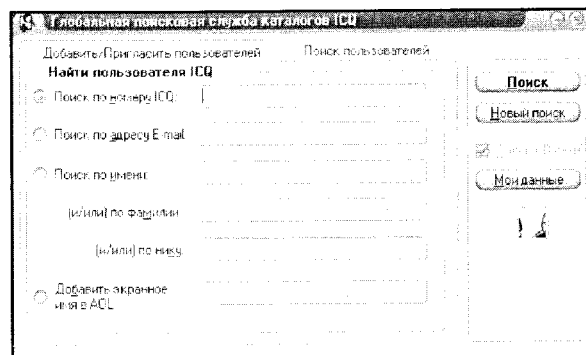 Глобальная поисковая служба каталогов ICQ
Добавить/Пригласить пользователей Поиск пользователей
Найти пользователя ICQ
Поиск по номеру ICQ:
Поиск по адресу E-mail
Поиск по имени:
(и/или) по фамилии
(и/или) по нику
Добавить экранное
имя в AOL
Поиск
Новый поиск
Мои данные